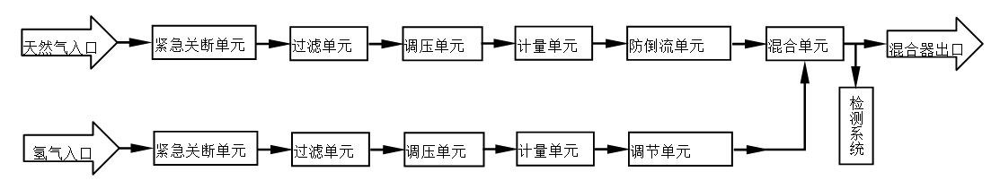 天然气入口
紧急关断单元
过滤单元
调压单元
计量单元
防倒流单元
混合单元
混合器出口
检测系统
氢气入口
紧急关断单元
过滤单元
调压单元
计量单元
调节单元